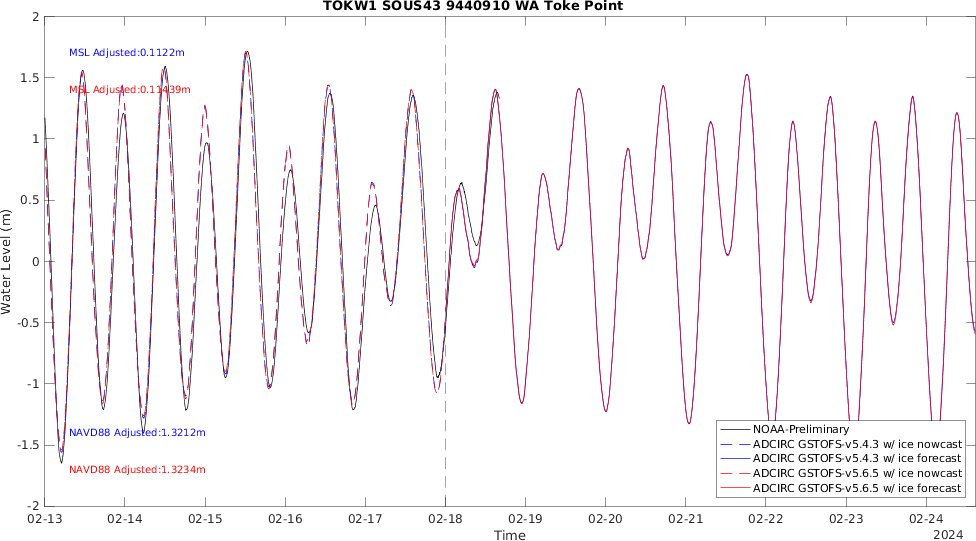 TOKW1 SOUS43 9440910 WA Toke Point
2
1.5
1
0.5
0
-0.5
-1
-1.5
-2
Water Level (m)
MSL Adjusted:0.1122m
MSL Adjusted:0.11439m
NAVD88 Adjusted:1.3212m
NAVD88 Adjusted:1.3234m
NOAA-Preliminary
ADCIRC GSTOFS-v5.4.3 w/ ice nowcast
ADCIRC GSTOFS-v5.4.3 w/ ice forecast
ADCIRC GSTOFS-v5.6.5 w/ ice nowcast
ADCIRC GSTOFS-v5.6.5 w/ ice forecast
02-13 02-14 02-15 02-16 02-17 02-18 02-19 02-20 02-21 02-22 02-23 02-24
Time
2024